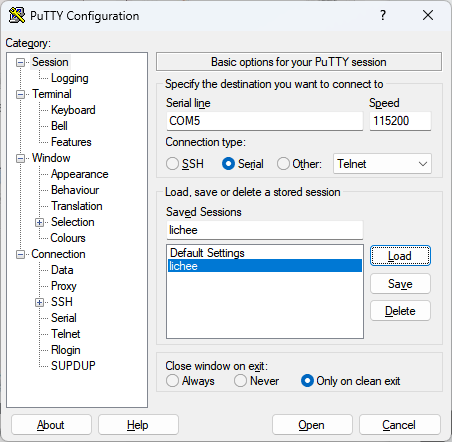 PuTTY Configuration
?
Category:
Session
Logging
Terminal
Keyboard
Bell
Features
Window
Appearance
Behaviour
Translation
Selection
Colours
Connection
Data
Proxy
SSH
Serial
Telnet
Rlogin
SUPDUP
Basic options for your PuTTY session
Specify the destination you want to connect to
Serial line Speed
COM5 115200
Connection type:
SSH Serial Other: Telnet
Load, save or delete a stored session
Saved Sessions
lichee
Default Settings
lichee
Load
Save
Delete
Close window on exit:
Always Never Only on clean exit
About Help Open Cancel